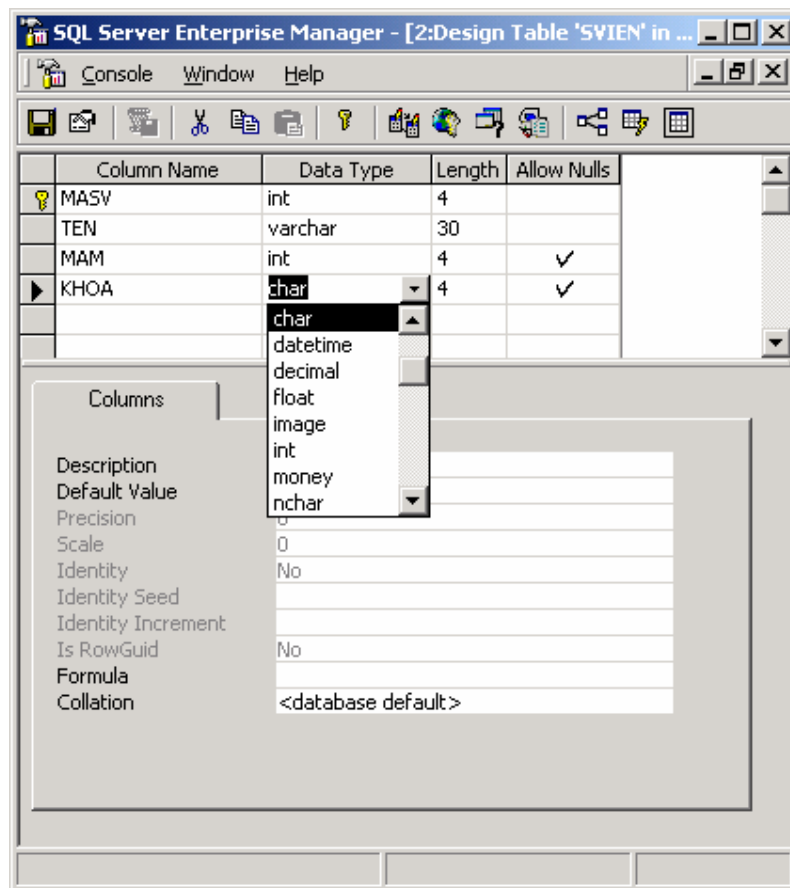 SQL Server Enterprise Manager - [2:Design Table 'SVIEN' in ...
Console Window Help
Column Name Data Type Length Allow Nulls
MASV int 4
TEN varchar 30
MAM int 4
KHOA char 4
char
datetime
decimal
float
image
int
money
nchar
Columns
Description
Default Value
Precision 0
Scale 0
Identity No
Identity Seed
Identity Increment
Is RowGuid No
Formula
Collation <database default>